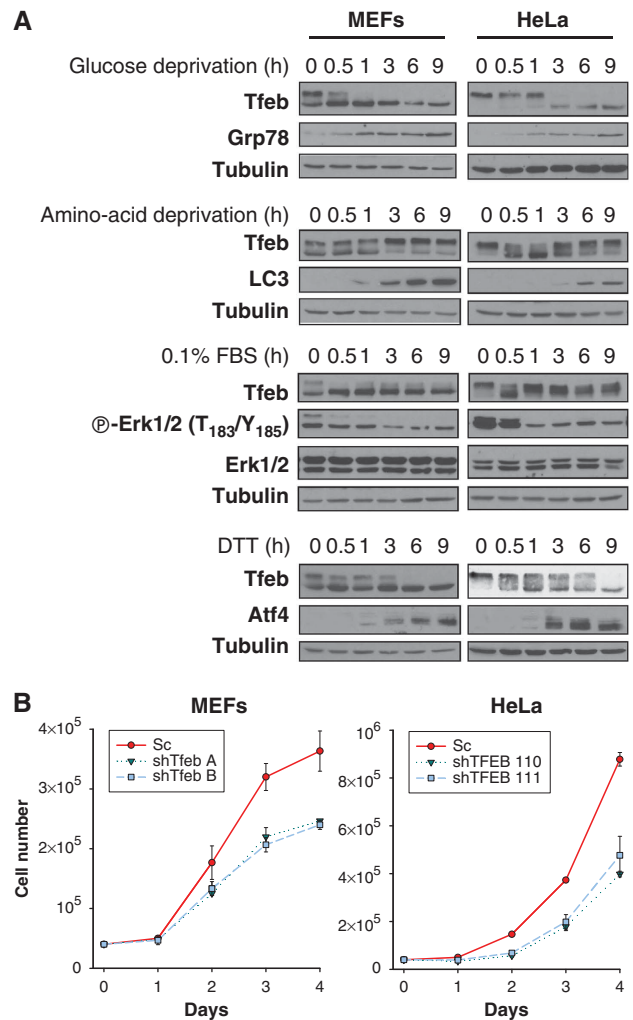 A
MEFs HeLa
Glucose deprivation (h) 0 0.5 1 3 6 9 0 0.5 1 3 6 9
Tfeb
Grp78
Tubulin
Amino-acid deprivation (h) 0 0.5 1 3 6 9 0 0.5 1 3 6 9
Tfeb
LC3
Tubulin
0.1% FBS (h) 0 0.5 1 3 6 9 0 0.5 1 3 6 9
Tfeb
Ⓟ-Erk1/2 (T₁₈₃/Y₁₈₅)
Erk1/2
Tubulin
DTT (h) 0 0.5 1 3 6 9 0 0.5 1 3 6 9
Tfeb
Atf4
Tubulin
B
MEFs HeLa
Cell number
4×10⁵
3×10⁵
2×10⁵
10⁵
0
Sc
shTfeb A
shTfeb B
0 1 2 3 4
Days
10⁶
8×10⁵
6×10⁵
4×10⁵
2×10⁵
0
Sc
shTFEB 110
shTFEB 111
0 1 2 3 4
Days